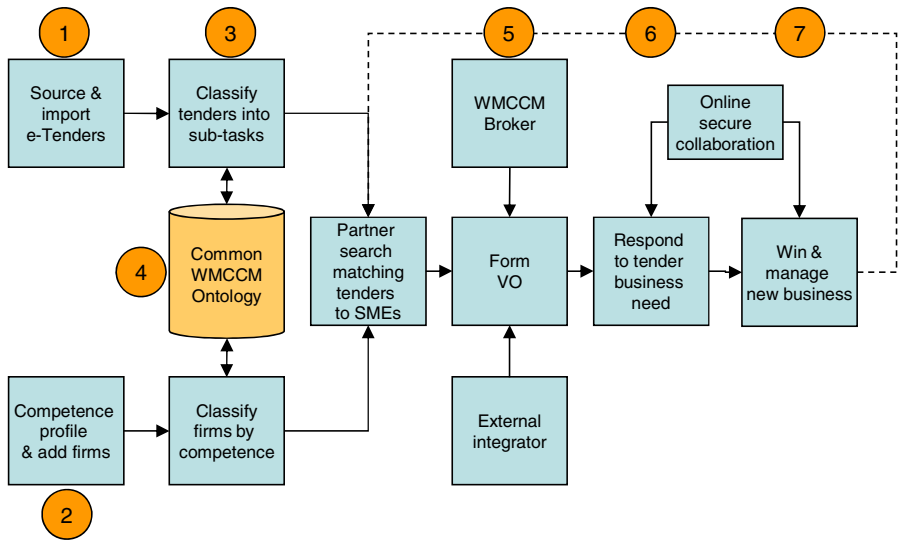 1
3
5
6
7
Source &
import
e-Tenders
Classify
tenders into
sub-tasks
WMCCM
Broker
Online
secure
collaboration
4
Common
WMCCM
Ontology
Partner
search
matching
tenders
to SMEs
Form
VO
Respond
to tender
business
need
Win &
manage
new business
Competence
profile
& add firms
Classify
firms by
competence
External
integrator
2